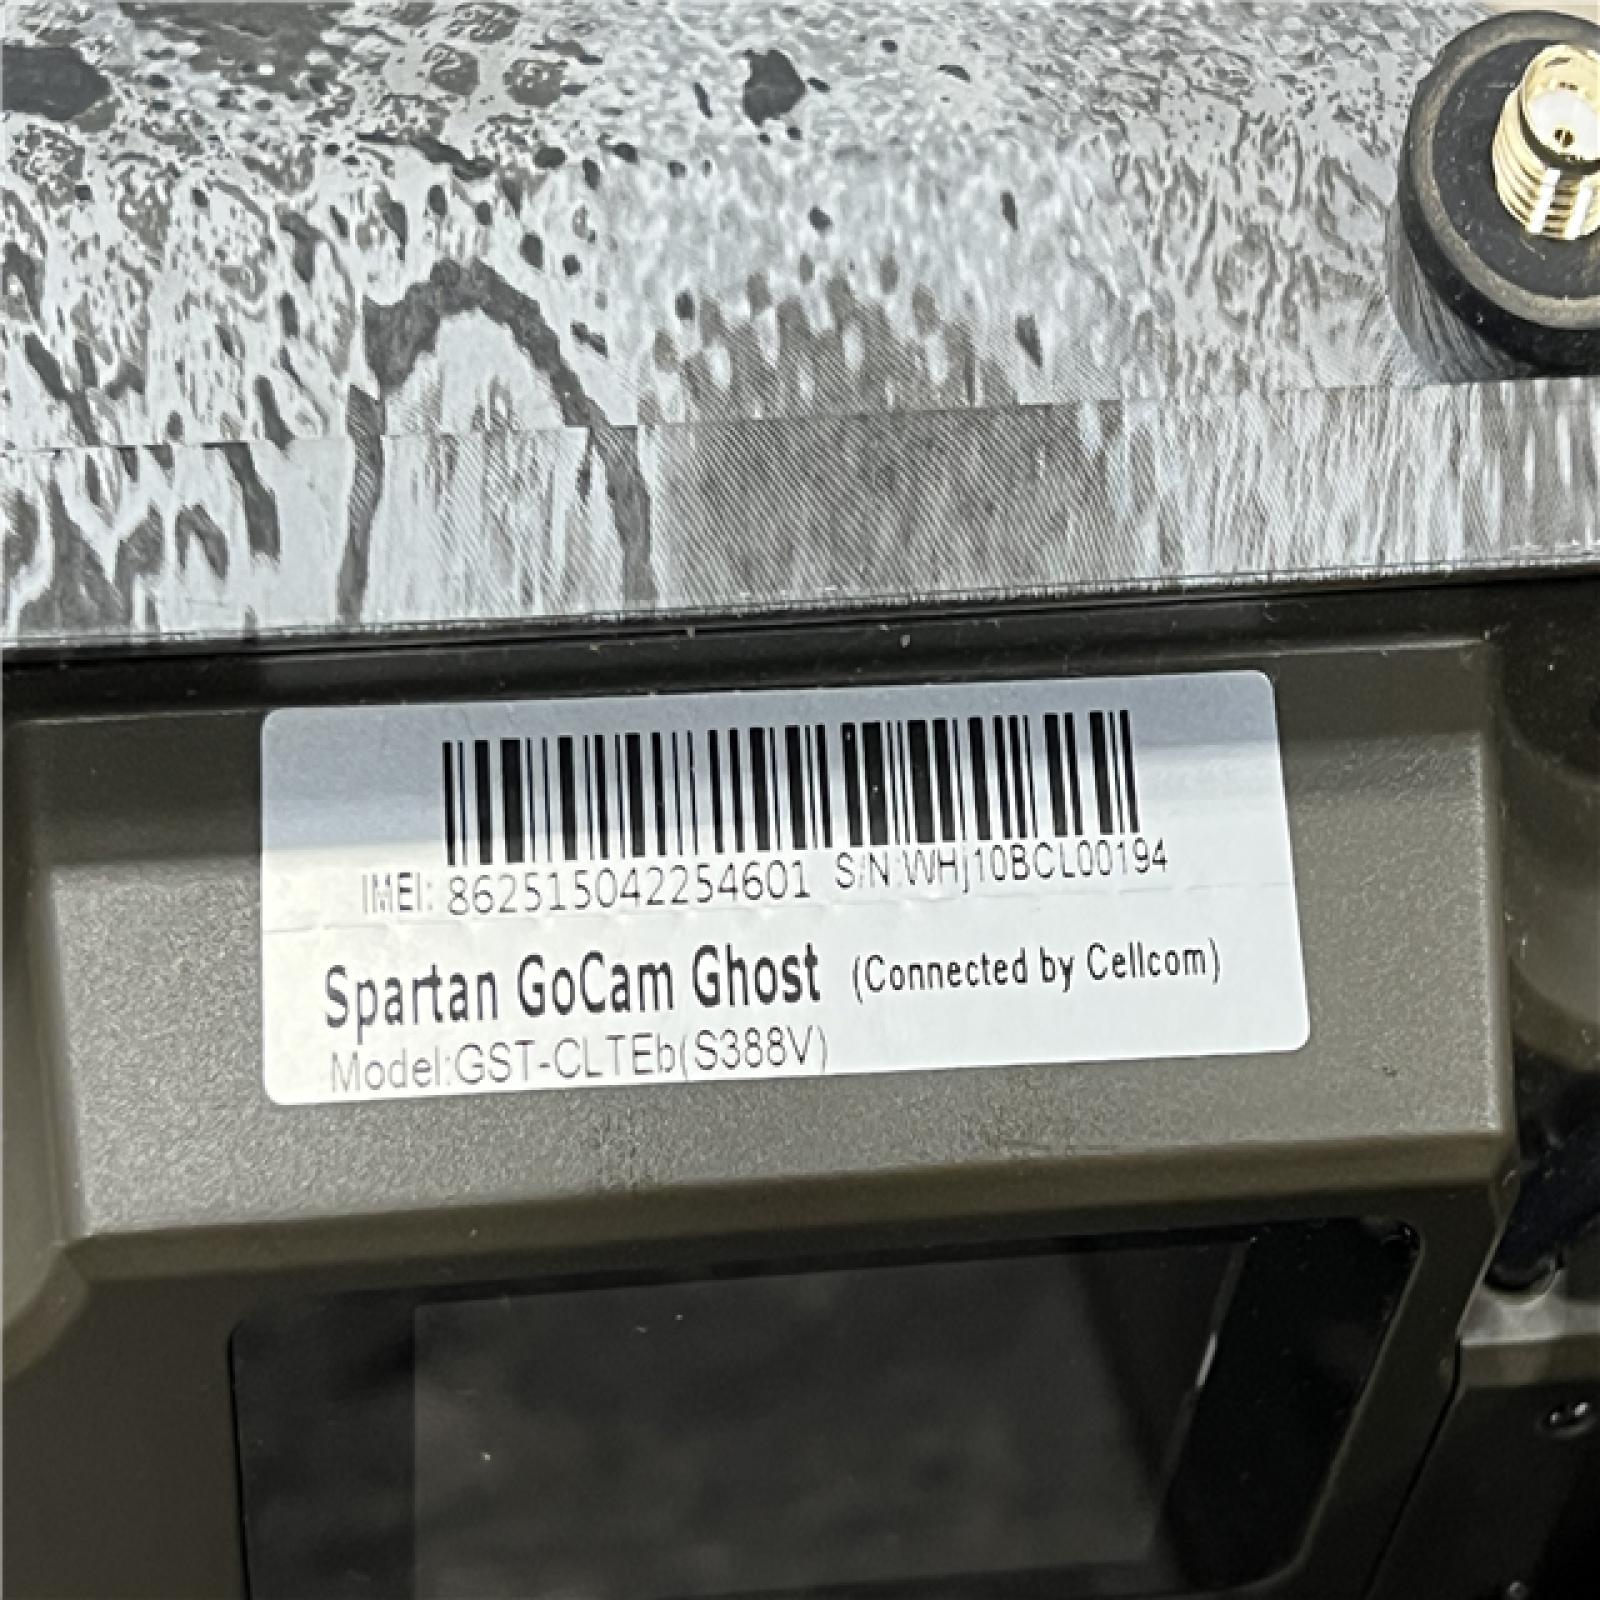 IMEI: 862515042254601 S/N:WHj10BCL00194
Spartan GoCam Ghost (Connected by Cellcom)
Model:GST-CLTEb(S388V)